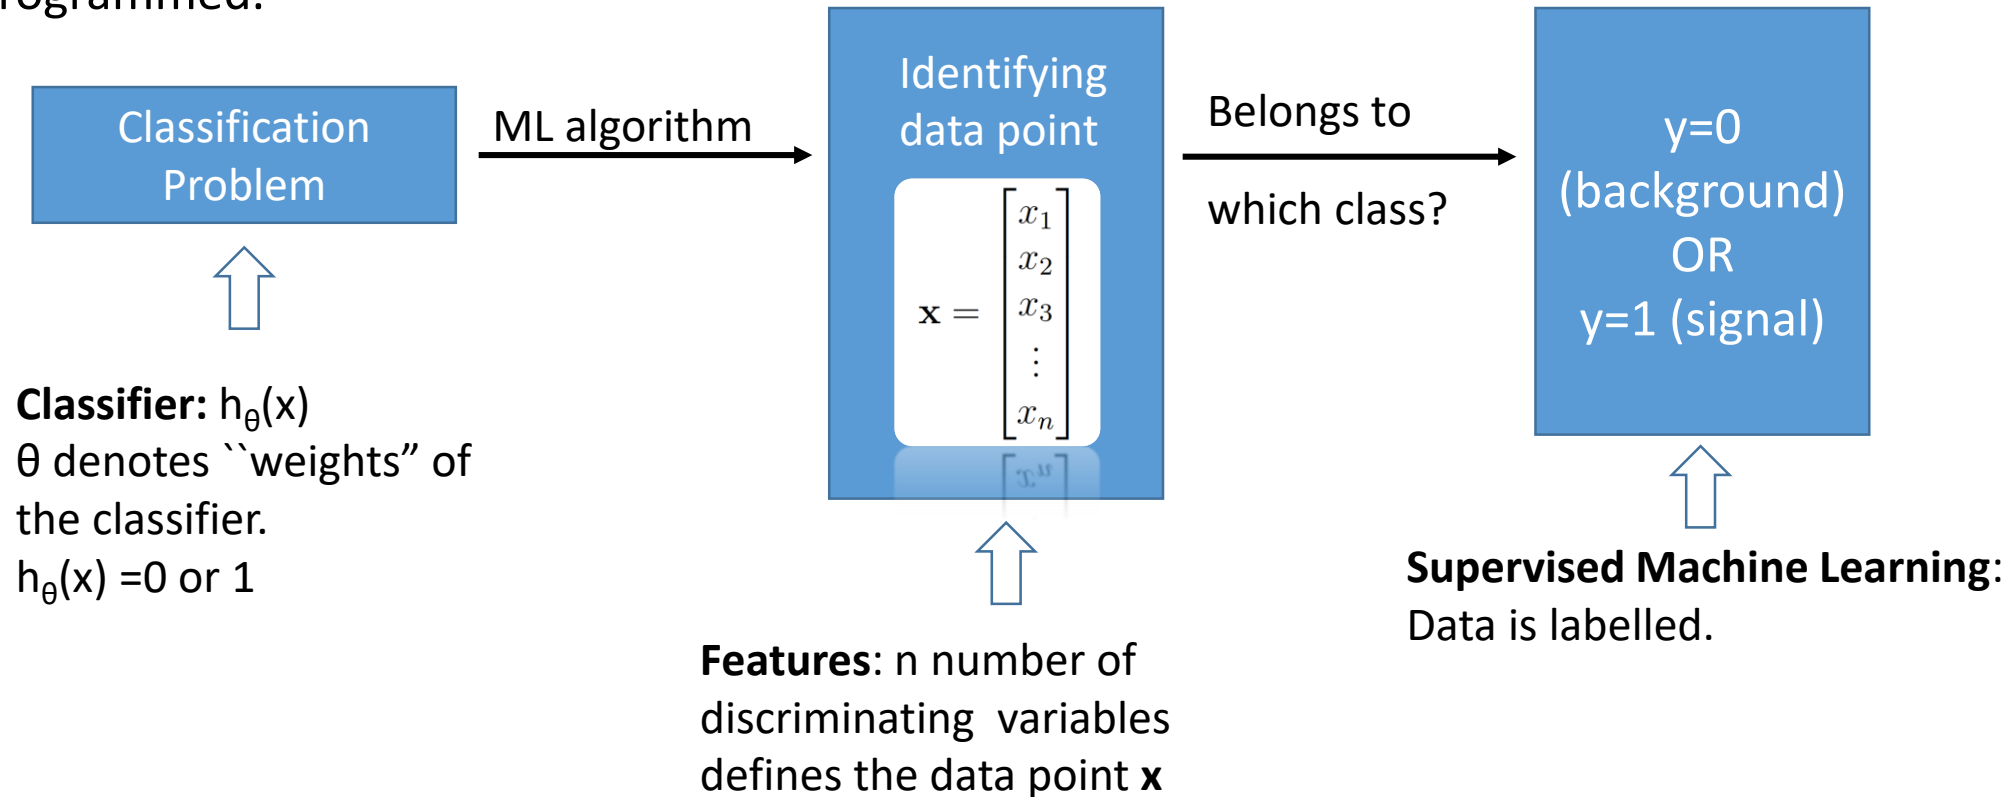 rogrammed.
Classification
Problem
ML algorithm
Identifying
data point
x =
x₁
x₂
x₃
⋮
xₙ
Belongs to
which class?
y=0
(background)
OR
y=1 (signal)
Classifier: hθ(x)
θ denotes ``weights” of
the classifier.
hθ(x) =0 or 1
Features: n number of
discriminating variables
defines the data point x
Supervised Machine Learning:
Data is labelled.